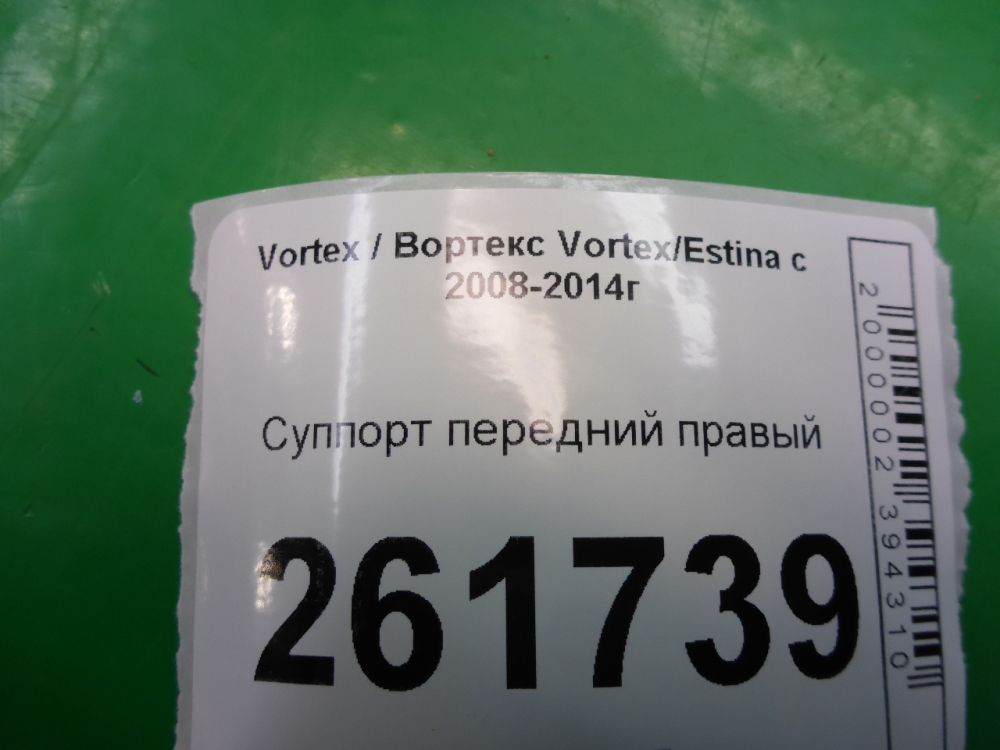 Vortex / Вортекс Vortex/Estina с
2008-2014г
Суппорт передний правый
261739
2000002394310